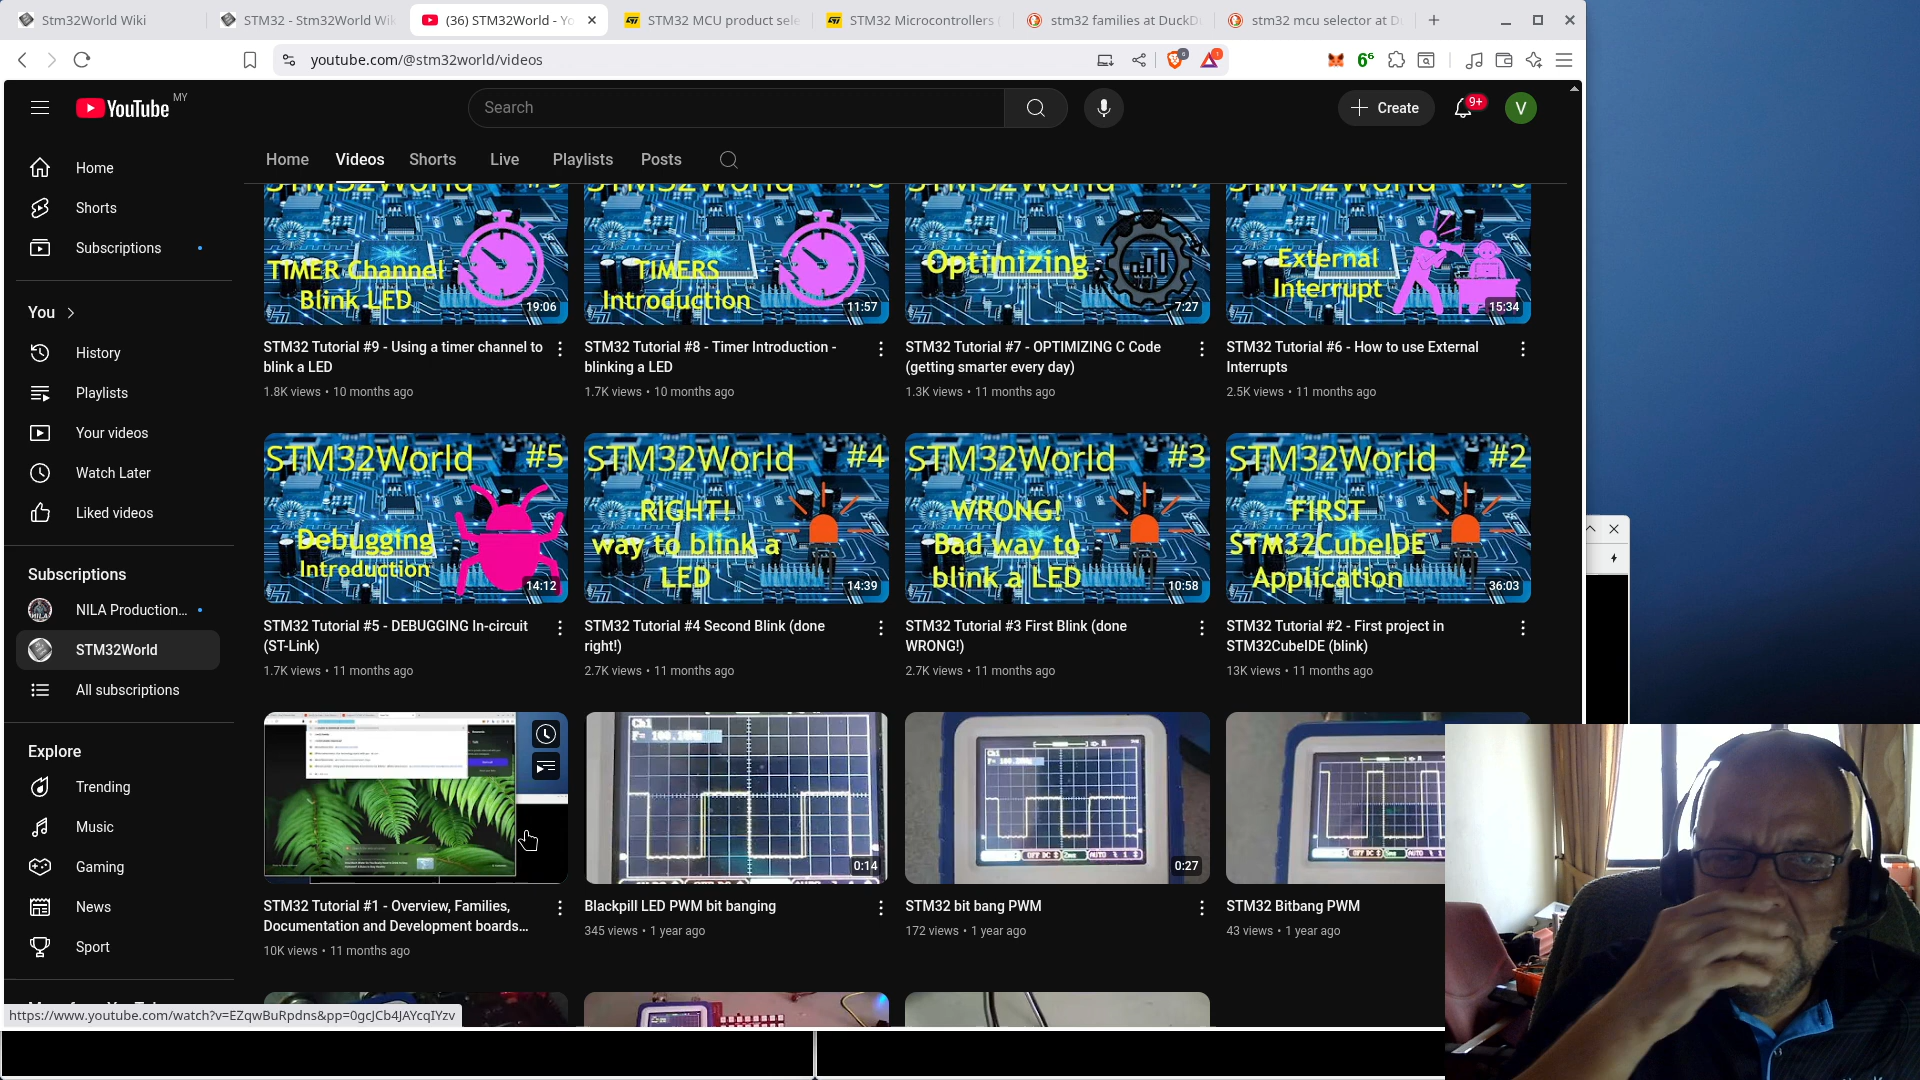 Stm32World Wiki
STM32 - Stm32World Wik
(36) STM32World - Yo
STM32 MCU product sele
STM32 Microcontrollers (
stm32 families at DuckDu
stm32 mcu selector at D
youtube.com/@stm32world/videos
YouTube MY
Search
Create
9+
V
Home
Videos
Shorts
Live
Playlists
Posts
Home
Shorts
Subscriptions
You
History
Playlists
Your videos
Watch Later
Liked videos
Subscriptions
NILA Production...
STM32World
All subscriptions
Explore
Trending
Music
Gaming
News
Sport
STM32World #9
TIMER Channel
Blink LED
19:06
STM32 Tutorial #9 - Using a timer channel to
blink a LED
1.8K views • 10 months ago
STM32World #8
TIMERS
Introduction
11:57
STM32 Tutorial #8 - Timer Introduction -
blinking a LED
1.7K views • 10 months ago
STM32World #7
Optimizing
7:27
STM32 Tutorial #7 - OPTIMIZING C Code
(getting smarter every day)
1.3K views • 11 months ago
STM32World #6
External
Interrupt
15:34
STM32 Tutorial #6 - How to use External
Interrupts
2.5K views • 11 months ago
STM32World #5
Debugging
Introduction
14:12
STM32 Tutorial #5 - DEBUGGING In-circuit
(ST-Link)
1.7K views • 11 months ago
STM32World #4
RIGHT!
way to blink a
LED
14:39
STM32 Tutorial #4 Second Blink (done
right!)
2.7K views • 11 months ago
STM32World #3
WRONG!
Bad way to
blink a LED
10:58
STM32 Tutorial #3 First Blink (done
WRONG!)
2.7K views • 11 months ago
STM32World #2
FIRST
STM32CubeIDE
Application
36:03
STM32 Tutorial #2 - First project in
STM32CubeIDE (blink)
13K views • 11 months ago
STM32 Tutorial #1 - Overview, Families,
Documentation and Development boards...
10K views • 11 months ago
Ch1
0:14
Blackpill LED PWM bit banging
345 views • 1 year ago
Ch1
0:27
STM32 bit bang PWM
172 views • 1 year ago
STM32 Bitbang PWM
43 views • 1 year ago
https://www.youtube.com/watch?v=EZqwBuRpdns&pp=0gcJCb4JAYcqIYzv